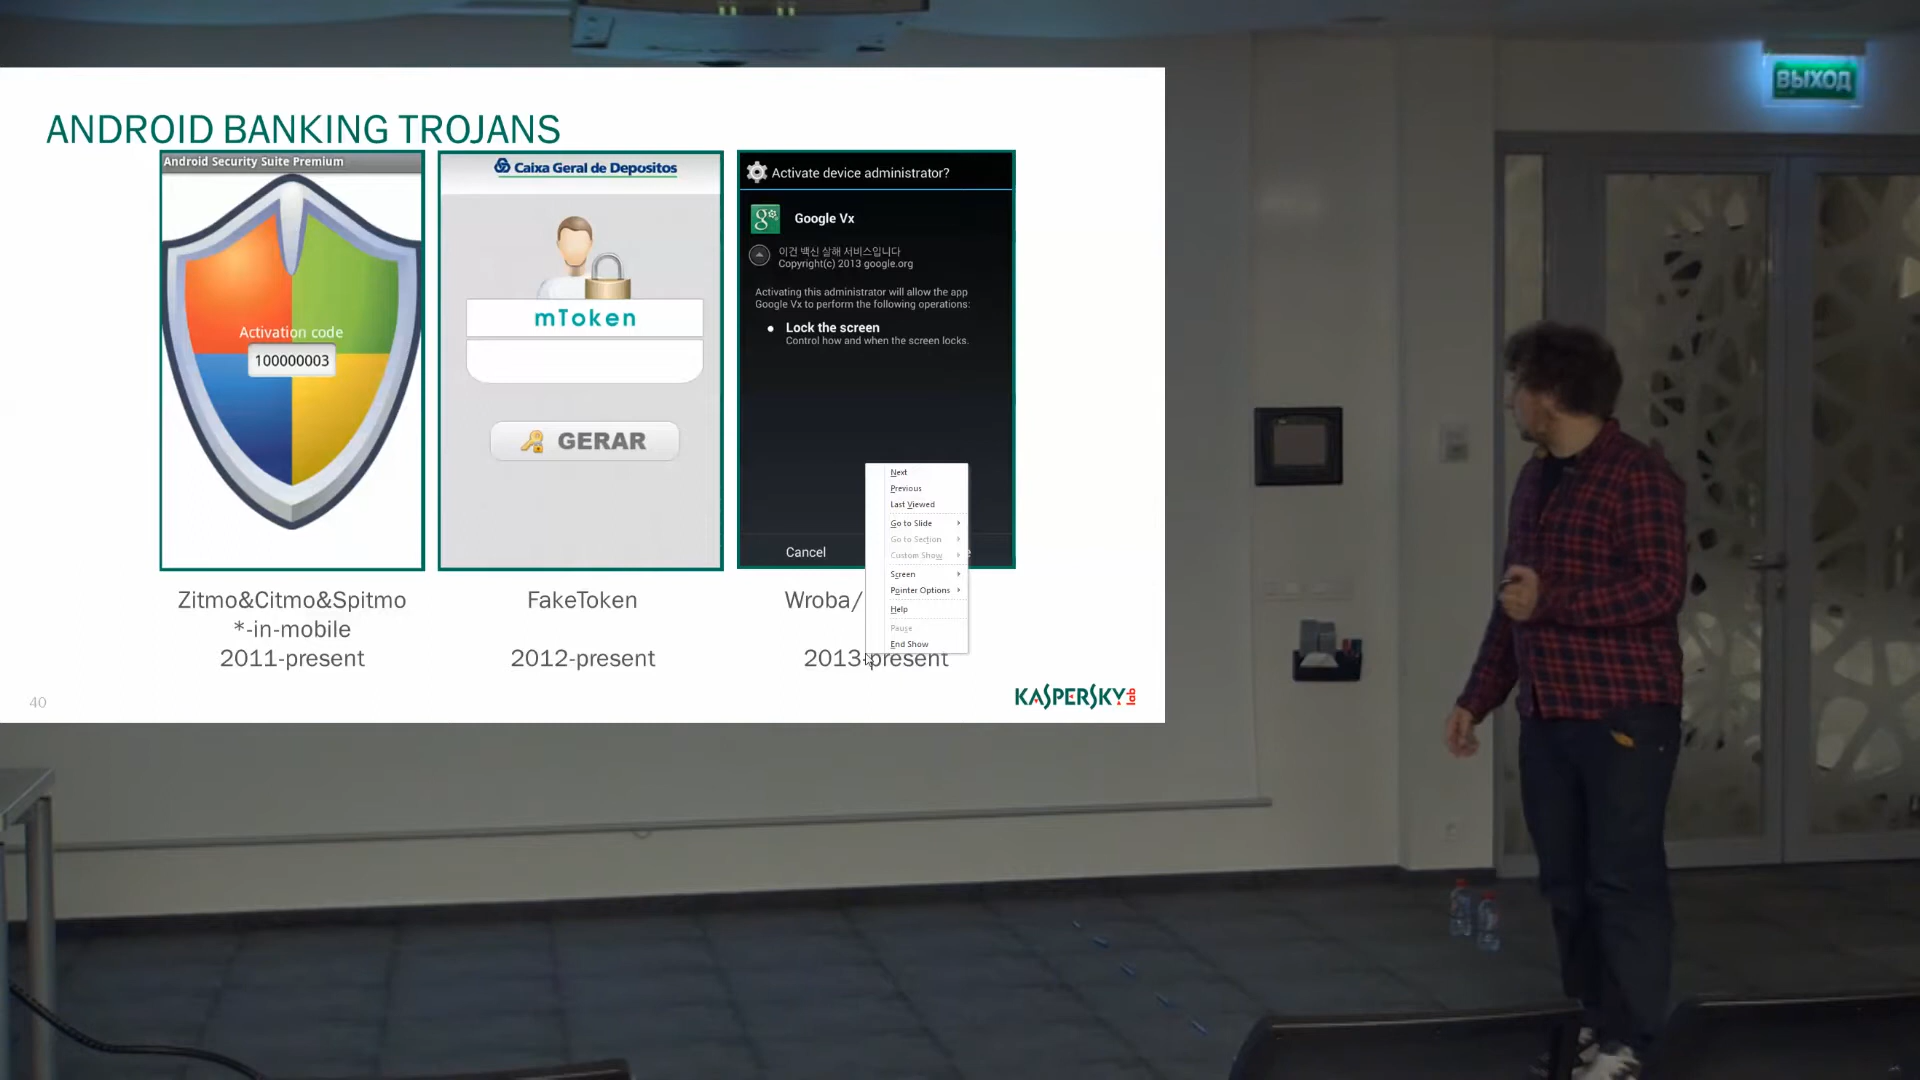 ВЫХОД
ANDROID BANKING TROJANS
Android Security Suite Premium
Activation code
100000003
Caixa Geral de Depositos
mToken
GERAR
Activate device administrator?
Google Vx
이건 백신 살해 서비스입니다
Copyright(c) 2013 google.org
Activating this administrator will allow the app
Google Vx to perform the following operations:
Lock the screen
Control how and when the screen locks.
Cancel
Next
Previous
Last Viewed
Go to Slide
Go to Section
Custom Show
Screen
Pointer Options
Help
Pause
End Show
Zitmo&Citmo&Spitmo
*-in-mobile
2011-present
FakeToken
2012-present
Wroba/
2013-present
40
KASPERSKY lab